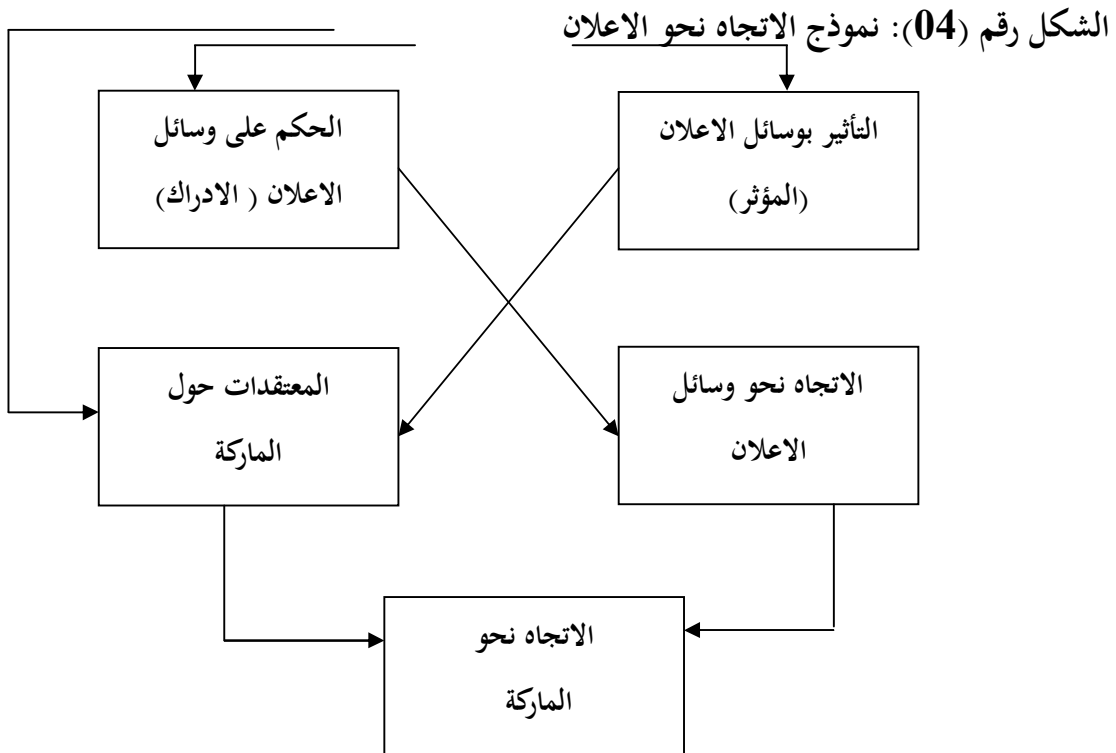 الشكل رقم (04): نموذج الاتجاه نحو الاعلان
التأثير بوسائل الاعلان
(المؤثر)
الحكم على وسائل
الاعلان ( الادراك)
الاتجاه نحو وسائل
الاعلان
المعتقدات حول
الماركة
الاتجاه نحو
الماركة